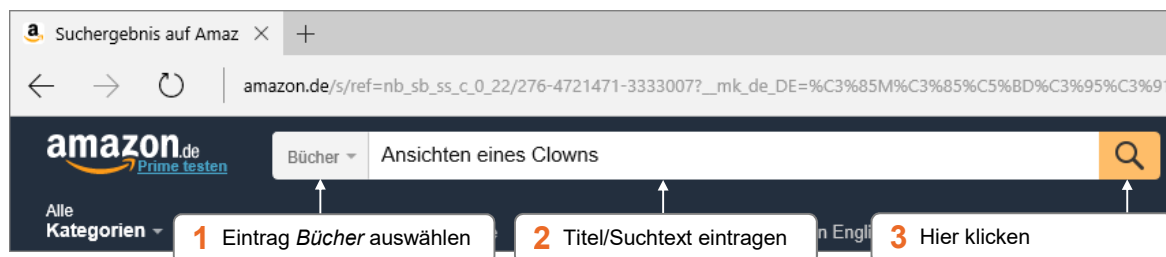 Suchergebnis auf Amaz
amazon.de/s/ref=nb_sb_ss_c_0_22/276-4721471-3333007?__mk_de_DE=%C3%85M%C3%85%C5%BD%C3%95%C3%9
amazon.de
Prime testen
Bücher
Ansichten eines Clowns
Alle
Kategorien
1 Eintrag Bücher auswählen
2 Titel/Suchtext eintragen
n Engli
3 Hier klicken